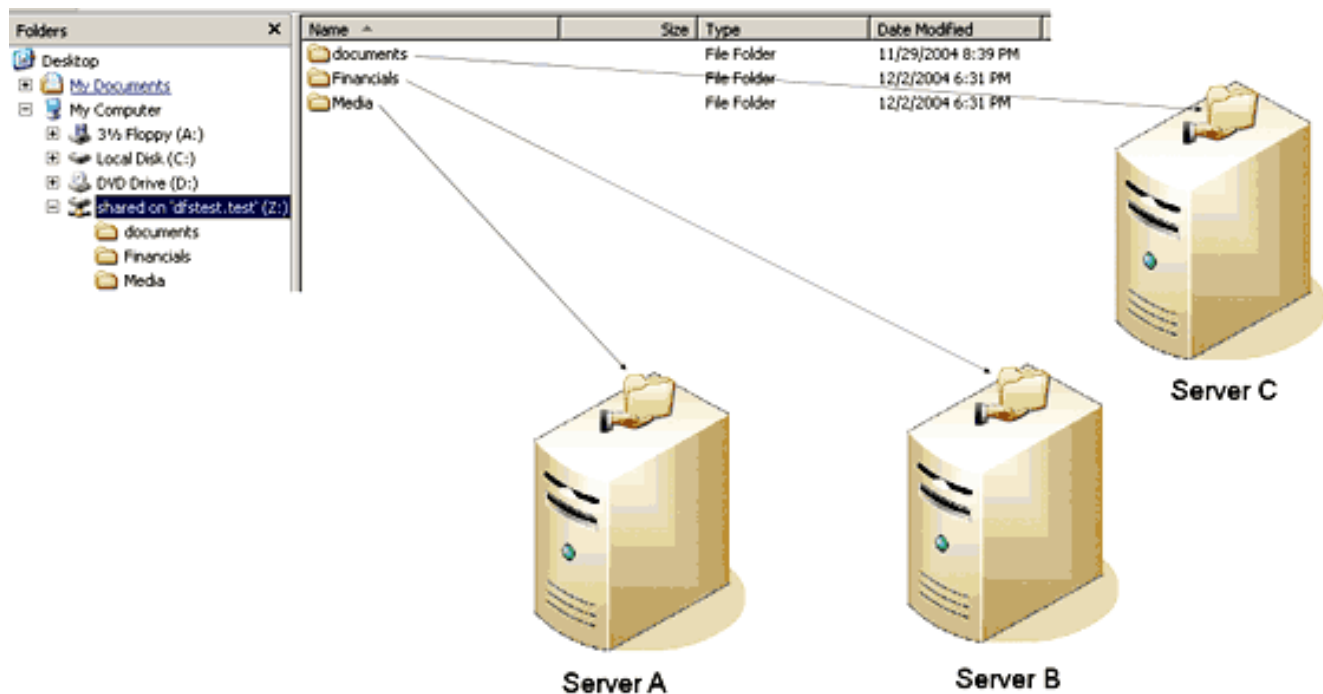 Folders
Desktop
My Documents
My Computer
3½ Floppy (A:)
Local Disk (C:)
DVD Drive (D:)
shared on 'dfstest.test' (Z:)
documents
Financials
Media
Name Size Type Date Modified
documents File Folder 11/29/2004 8:39 PM
Financials File Folder 12/2/2004 6:31 PM
Media File Folder 12/2/2004 6:31 PM
Server C
Server A
Server B